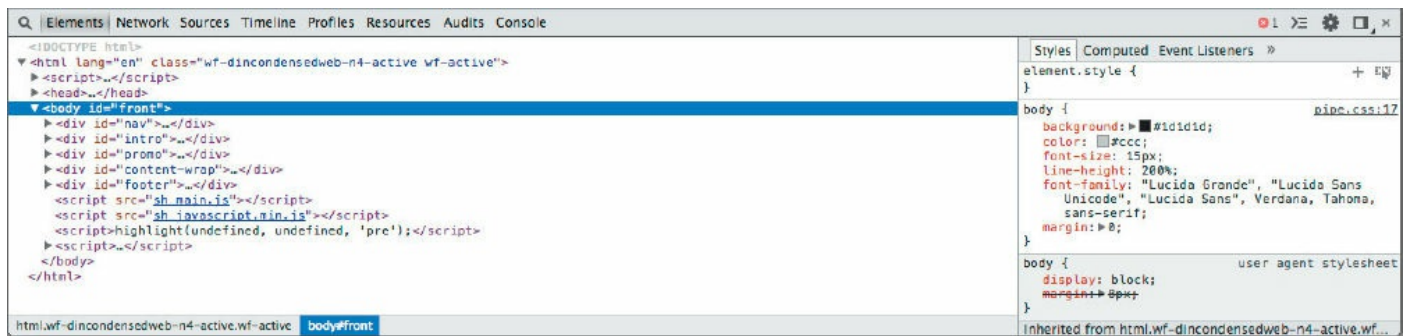 Elements Network Sources Timeline Profiles Resources Audits Console
1
<!DOCTYPE html>
<html lang="en" class="wf-dincondensedweb-n4-active wf-active">
<script>…</script>
<head>…</head>
<body id="front">
<div id="nav">…</div>
<div id="intro">…</div>
<div id="promo">…</div>
<div id="content-wrap">…</div>
<div id="footer">…</div>
<script src="sh_main.js"></script>
<script src="sh_javascript.min.js"></script>
<script>highlight(undefined, undefined, 'pre');</script>
<script>…</script>
</body>
</html>
html.wf-dincondensedweb-n4-active.wf-active body#front
Styles Computed Event Listeners »
element.style {
}
body { pipe.css:17
background: #1d1d1d;
color: #ccc;
font-size: 15px;
line-height: 200%;
font-family: "Lucida Grande", "Lucida Sans
Unicode", "Lucida Sans", Verdana, Tahoma,
sans-serif;
margin: 0;
}
body { user agent stylesheet
display: block;
margin: 8px;
}
Inherited from html.wf-dincondensedweb-n4-active.wf…